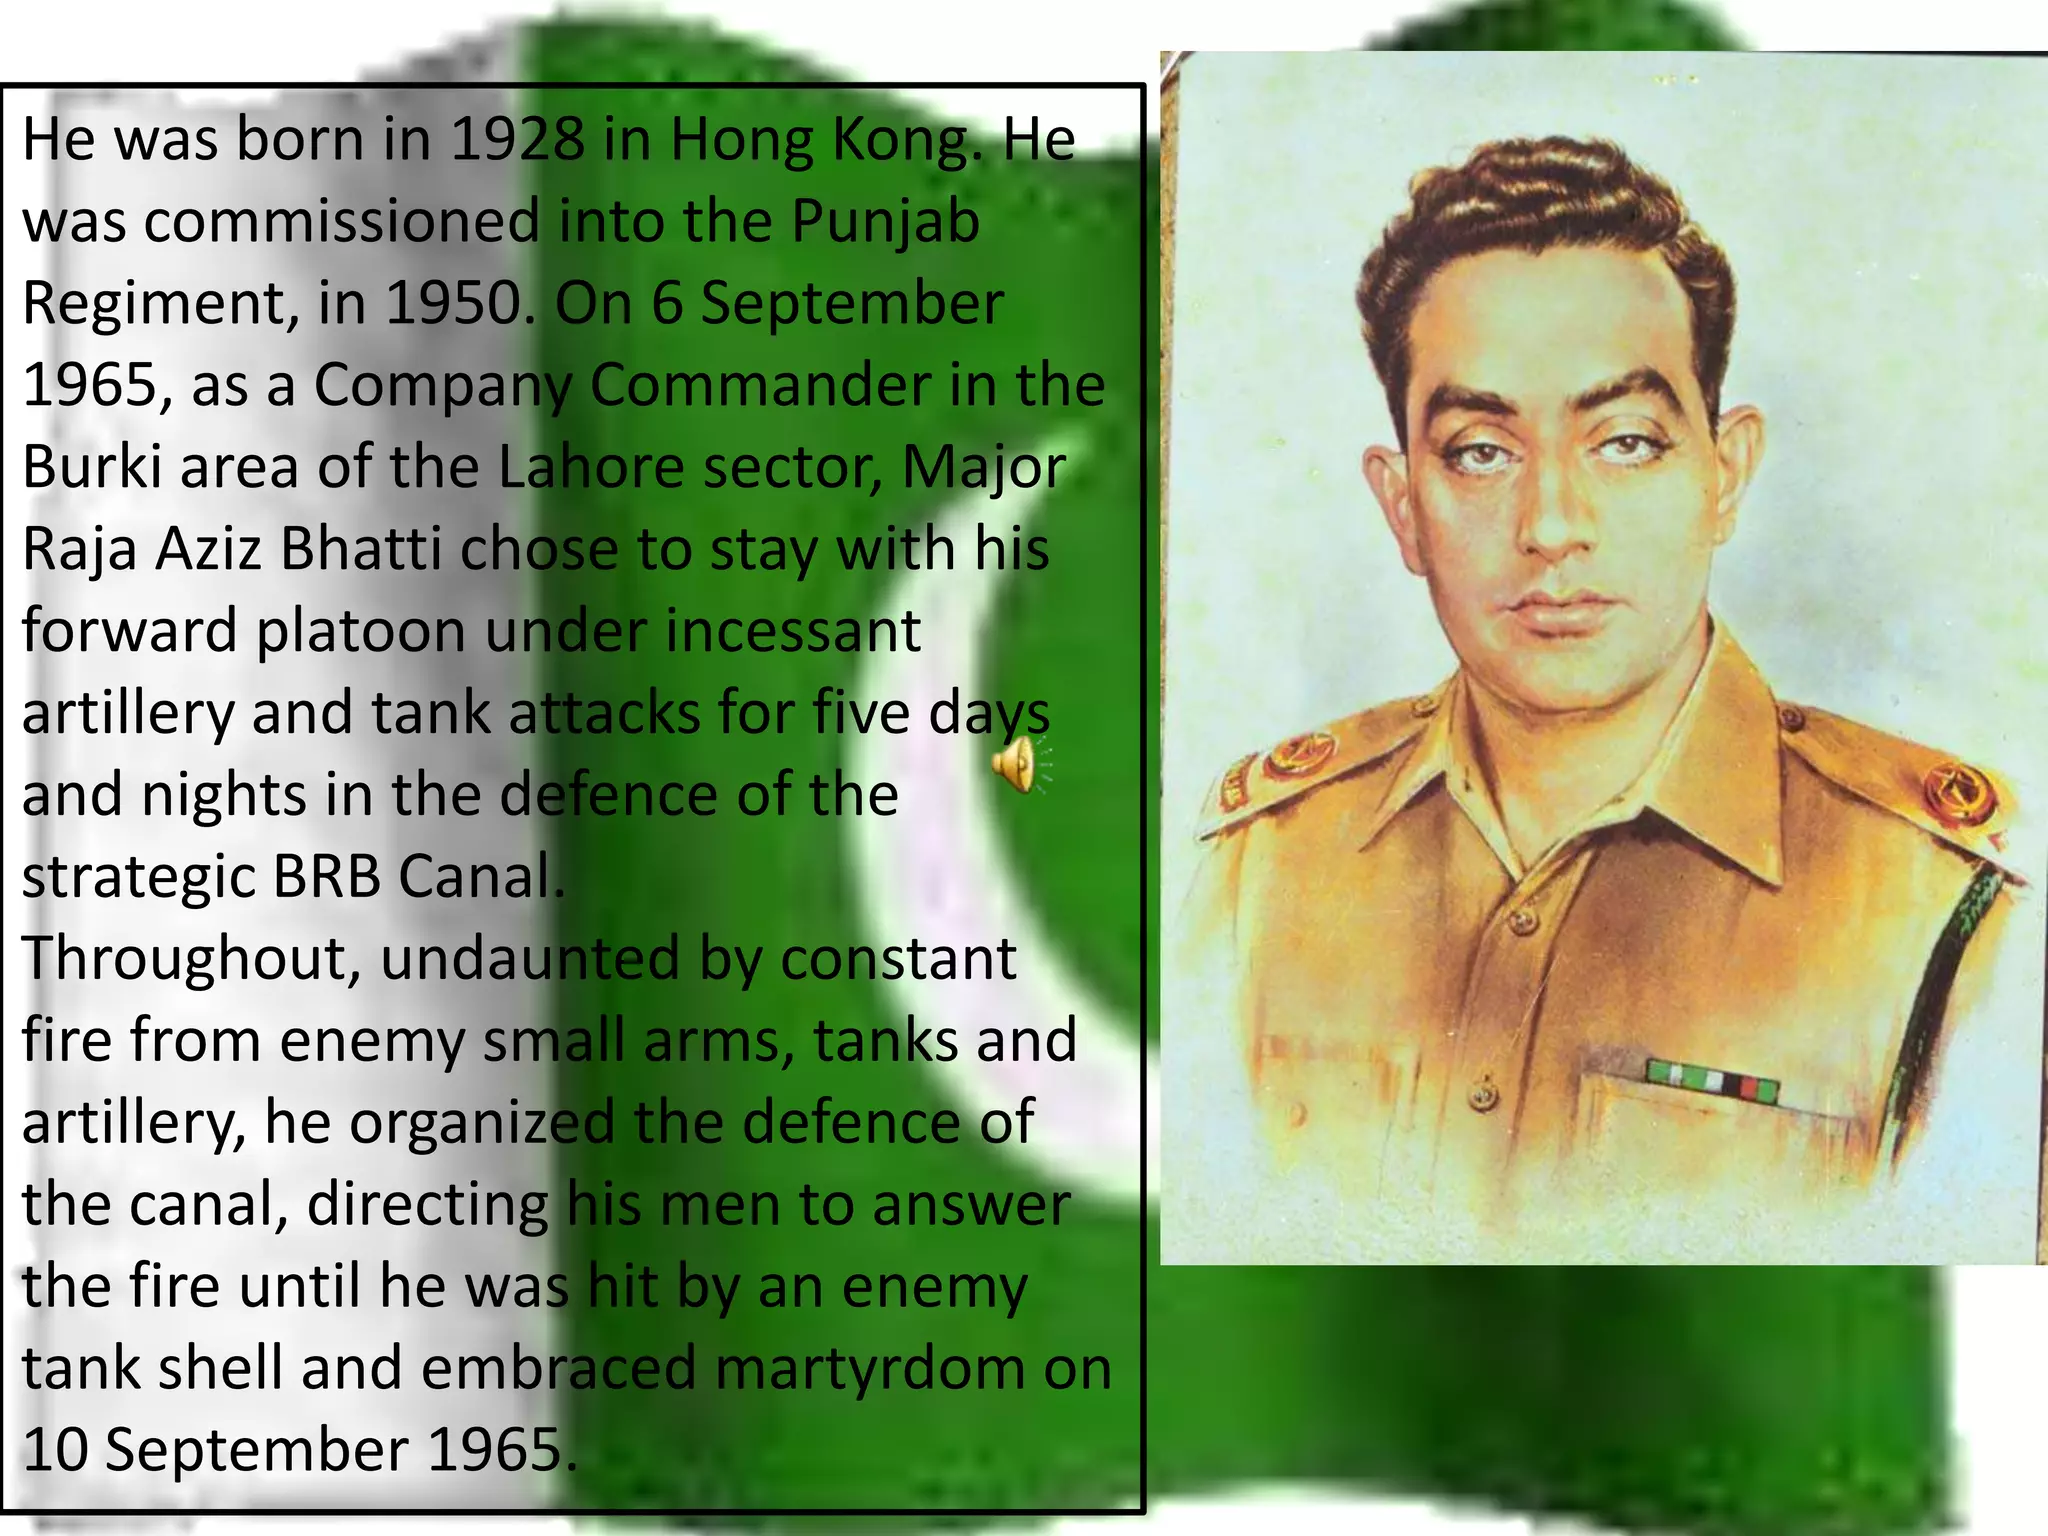 He was born in 1928 in Hong Kong. He
was commissioned into the Punjab
Regiment, in 1950. On 6 September
1965, as a Company Commander in the
Burki area of the Lahore sector, Major
Raja Aziz Bhatti chose to stay with his
forward platoon under incessant
artillery and tank attacks for five days
and nights in the defence of the
strategic BRB Canal.
Throughout, undaunted by constant
fire from enemy small arms, tanks and
artillery, he organized the defence of
the canal, directing his men to answer
the fire until he was hit by an enemy
tank shell and embraced martyrdom on
10 September 1965.